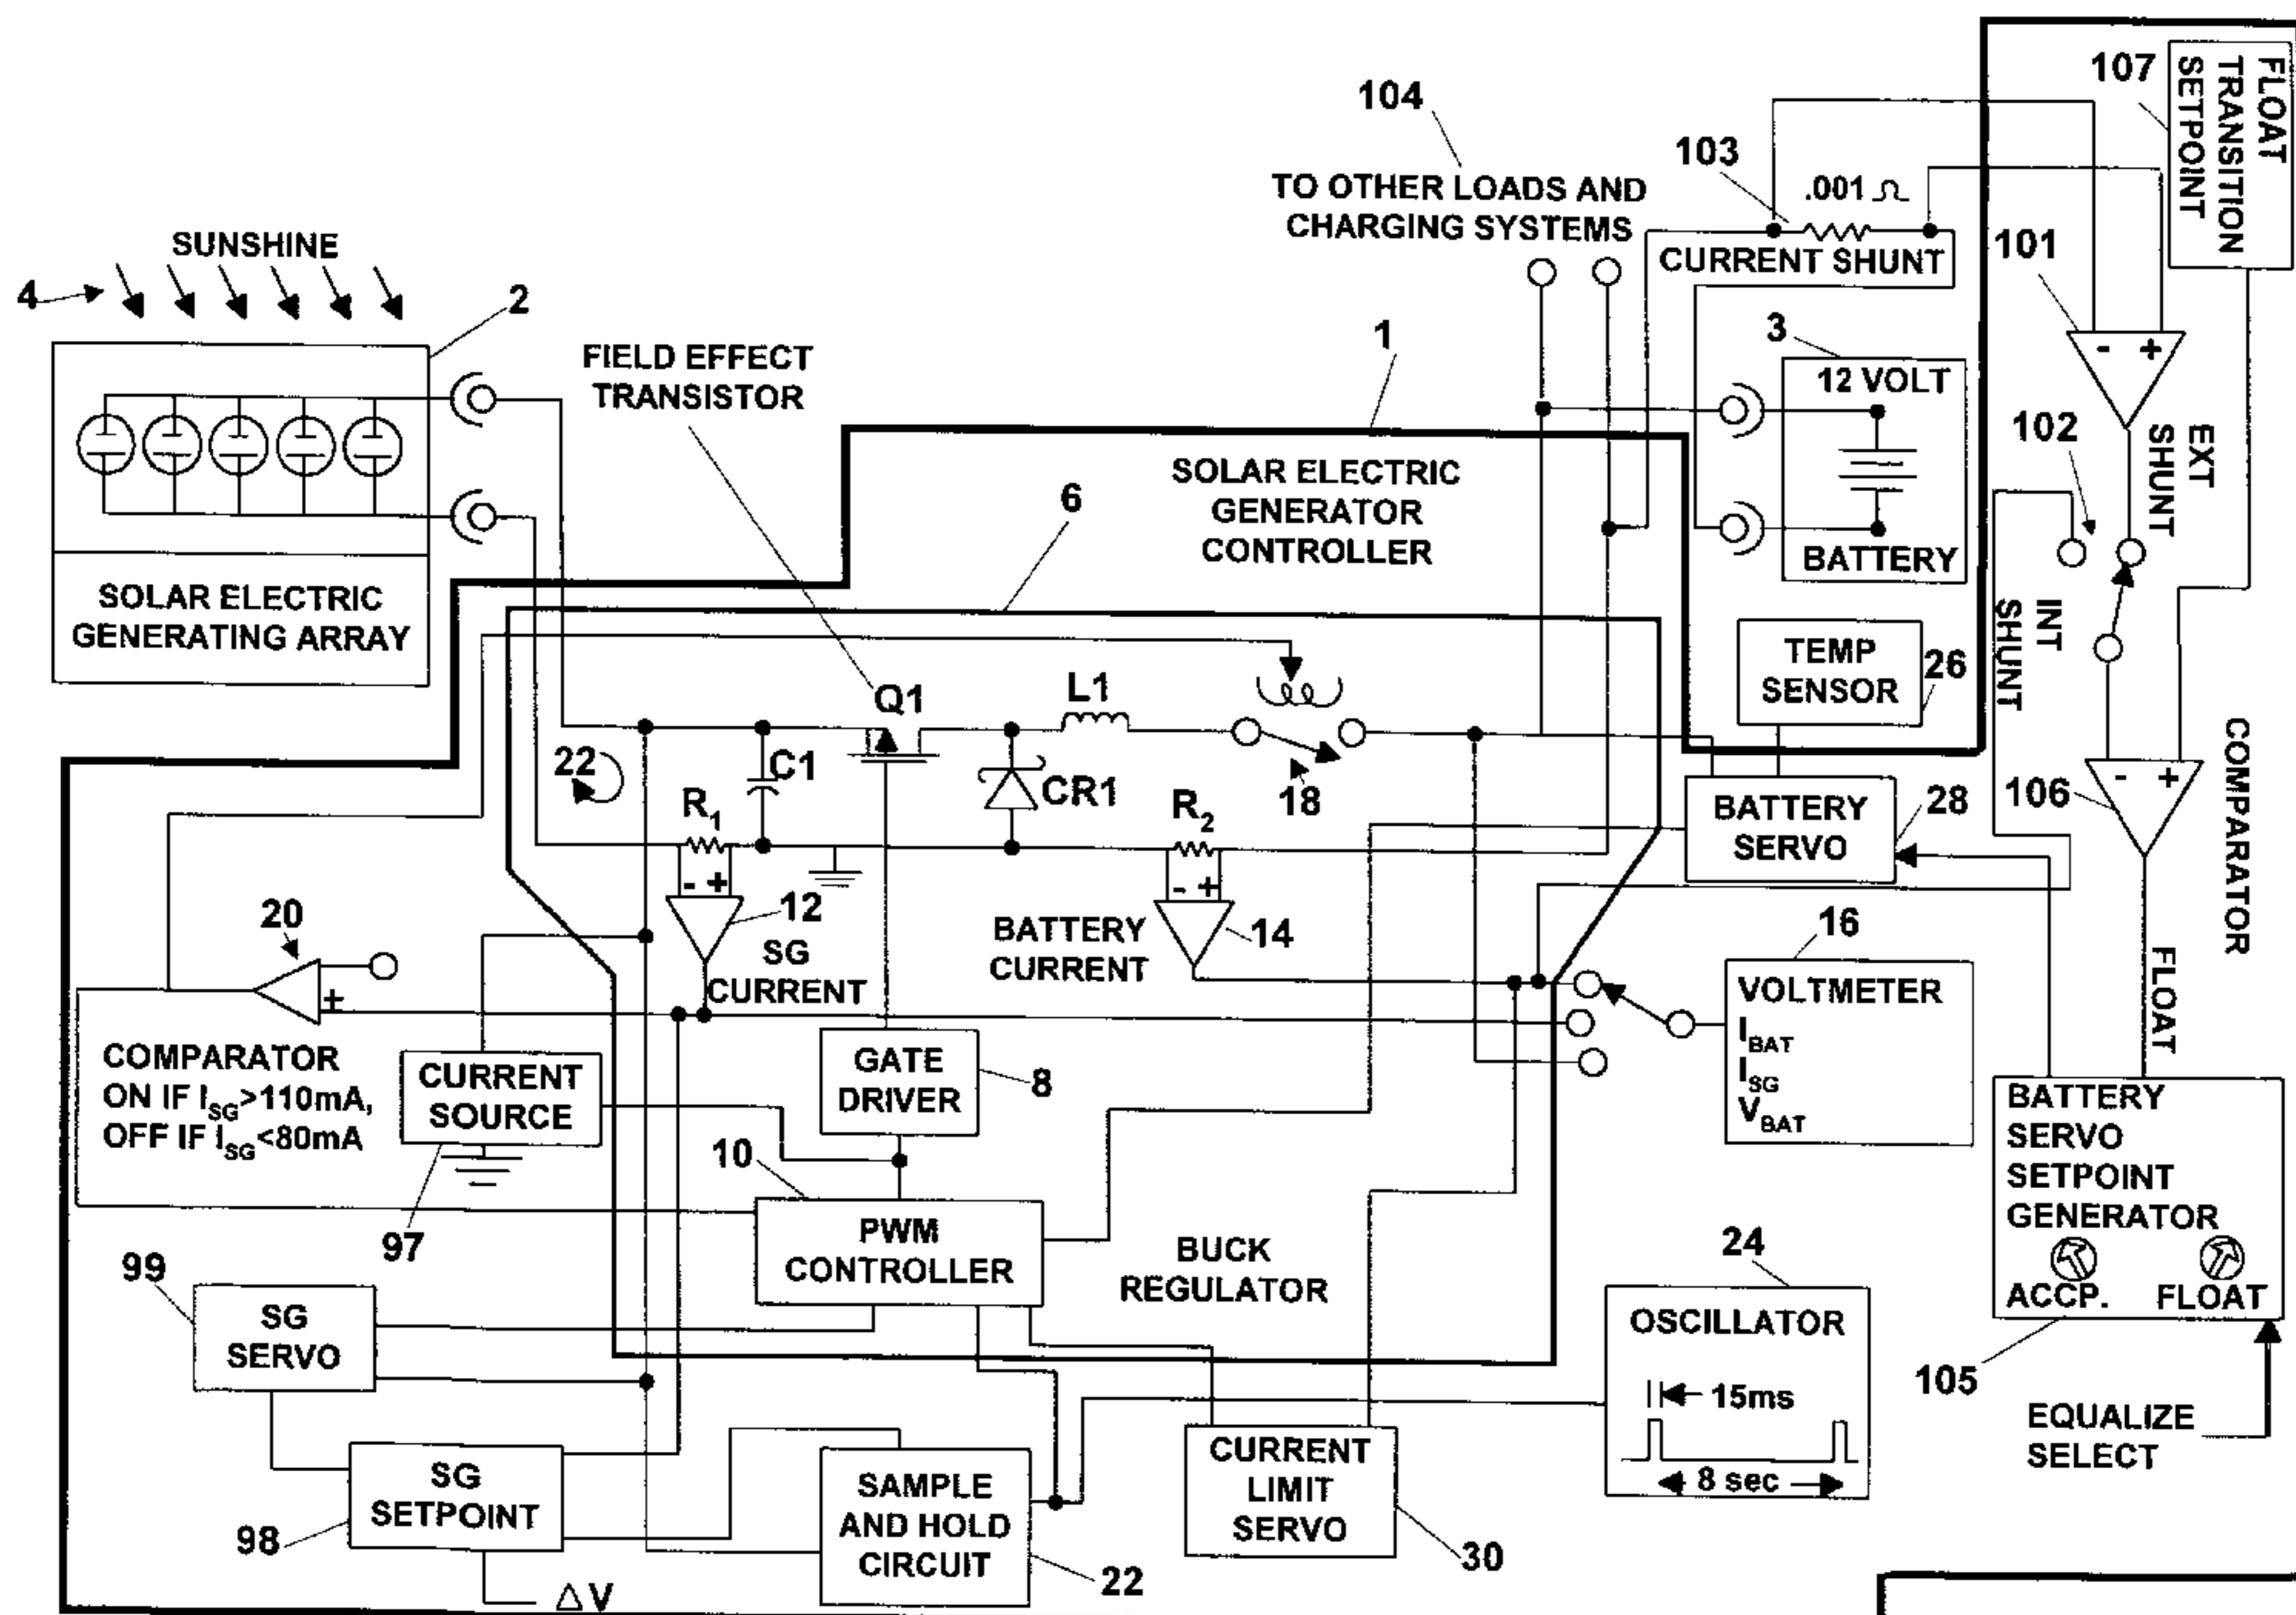 104
107
FLOAT
TRANSITION
SETPOINT
103
.001 Ω
TO OTHER LOADS AND
CHARGING SYSTEMS
CURRENT SHUNT
101
SUNSHINE
4
2
FIELD EFFECT
TRANSISTOR
1
3
12 VOLT
BATTERY
- +
EXT
SHUNT
102
INT
SHUNT
SOLAR ELECTRIC
GENERATOR
CONTROLLER
6
SOLAR ELECTRIC
GENERATING ARRAY
TEMP
SENSOR
26
Q1
L1
22
C1
CR1
18
R1
R2
BATTERY
SERVO
28
- +
106
COMPARATOR
- +
12
SG
CURRENT
- +
14
BATTERY
CURRENT
20
+
16
VOLTMETER
IBAT
ISG
VBAT
FLOAT
COMPARATOR
ON IF ISG>110mA,
OFF IF ISG<80mA
CURRENT
SOURCE
97
GATE
DRIVER
8
10
PWM
CONTROLLER
BUCK
REGULATOR
BATTERY
SERVO
SETPOINT
GENERATOR
ACCP. FLOAT
105
EQUALIZE
SELECT
99
SG
SERVO
24
OSCILLATOR
15ms
8 sec
SG
SETPOINT
98
ΔV
SAMPLE
AND HOLD
CIRCUIT
22
CURRENT
LIMIT
SERVO
30